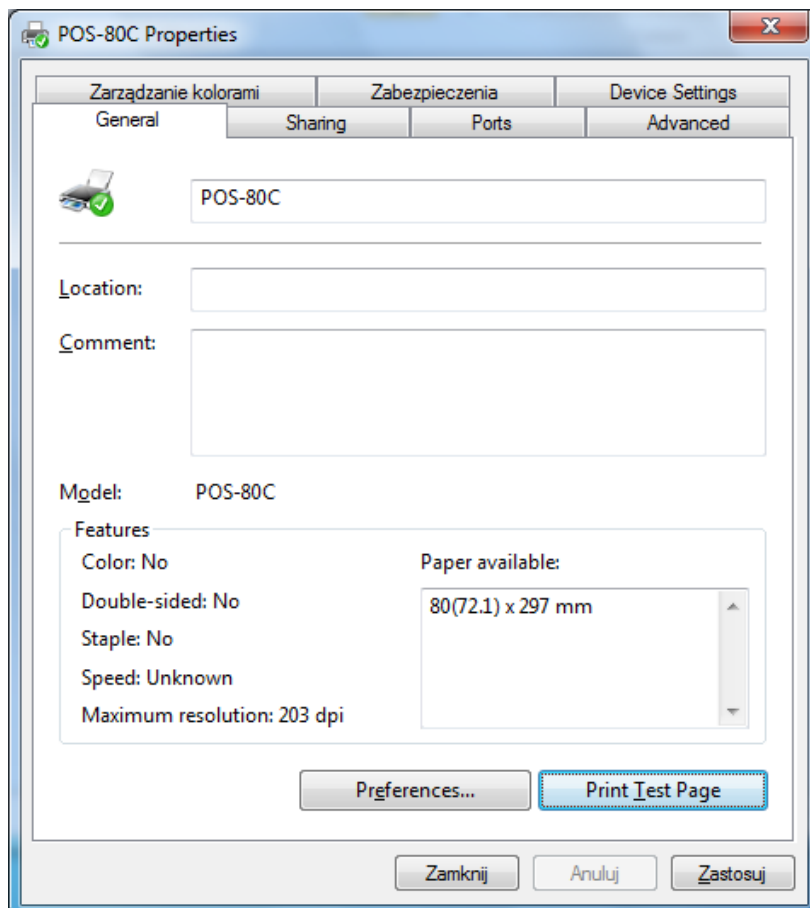 POS-80C Properties
Zarządzanie kolorami Zabezpieczenia Device Settings
General Sharing Ports Advanced
POS-80C
Location:
Comment:
Model: POS-80C
Features
Color: No Paper available:
Double-sided: No 80(72.1) x 297 mm
Staple: No
Speed: Unknown
Maximum resolution: 203 dpi
Preferences... Print Test Page
Zamknij Anuluj Zastosuj